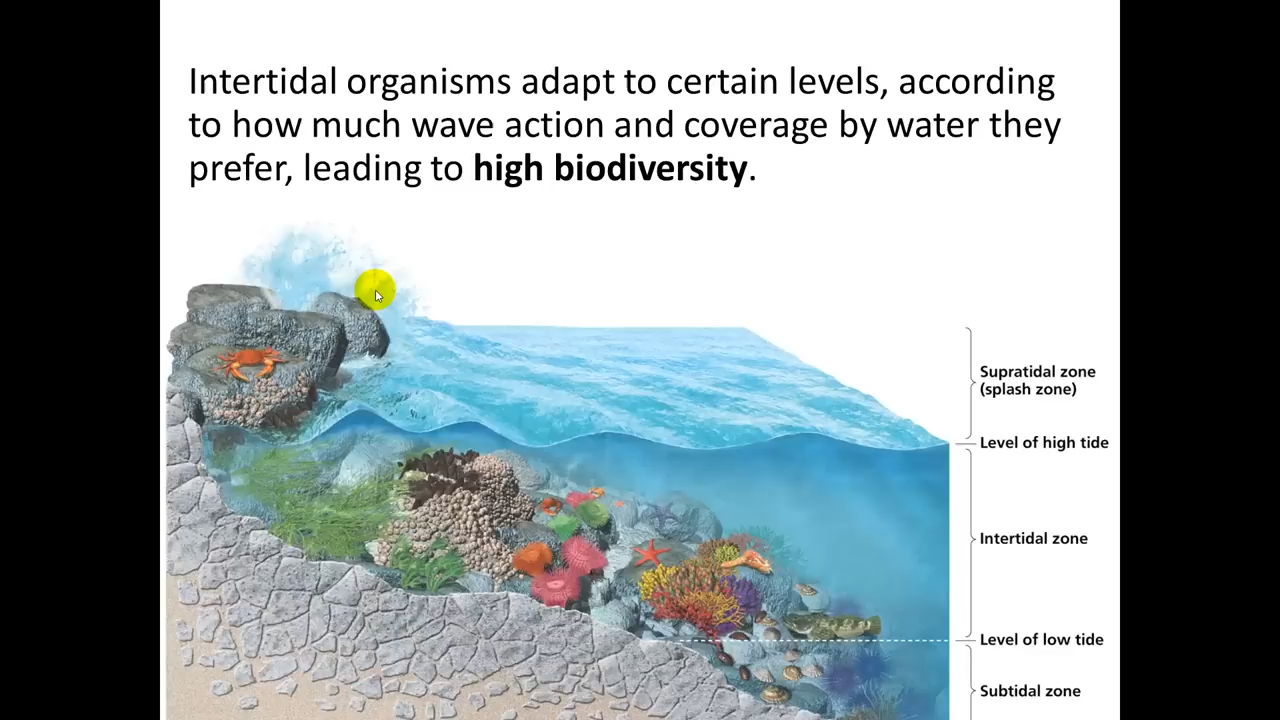 Intertidal organisms adapt to certain levels, according
to how much wave action and coverage by water they
prefer, leading to high biodiversity.
Supratidal zone
(splash zone)
Level of high tide
Intertidal zone
Level of low tide
Subtidal zone